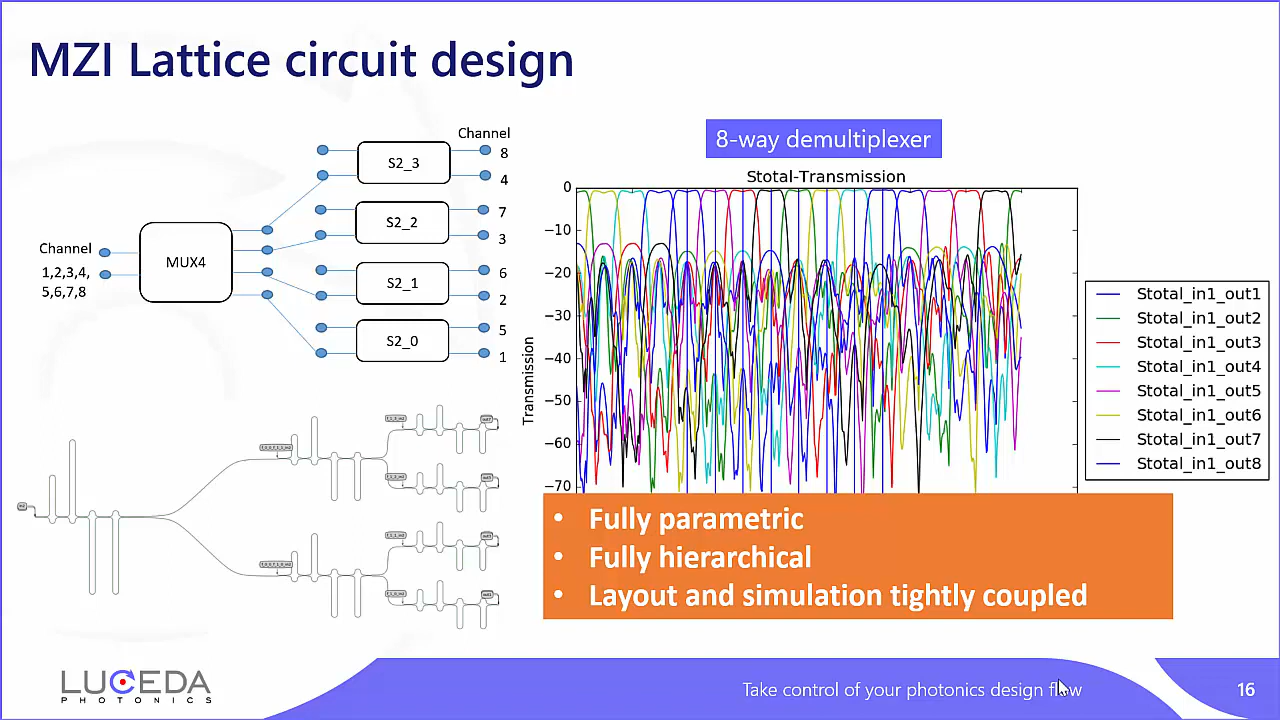 MZI Lattice circuit design
Channel
S2_3
8
4
S2_2
7
3
Channel
1,2,3,4,
5,6,7,8
MUX4
S2_1
6
2
S2_0
5
1
8-way demultiplexer
Stotal-Transmission
Transmission
0
−10
−20
−30
−40
−50
−60
−70
Stotal_in1_out1
Stotal_in1_out2
Stotal_in1_out3
Stotal_in1_out4
Stotal_in1_out5
Stotal_in1_out6
Stotal_in1_out7
Stotal_in1_out8
• Fully parametric
• Fully hierarchical
• Layout and simulation tightly coupled
LUCEDA
PHOTONICS
Take control of your photonics design flow
16